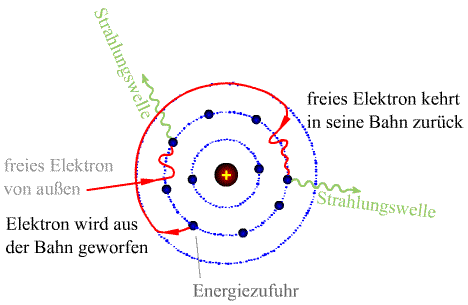 Strahlungswelle
freies Elektron kehrt
in seine Bahn zurück
freies Elektron
von außen
+
Strahlungswelle
Elektron wird aus
der Bahn geworfen
Energiezufuhr